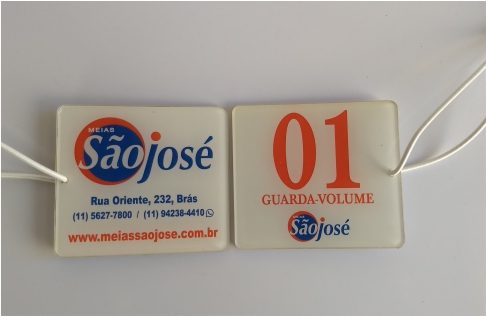 MEIAS
São José
Rua Oriente, 232, Brás
(11) 5627-7800 / (11) 94238-4410
www.meiassaojose.com.br
01
GUARDA-VOLUME
MEIAS
São José